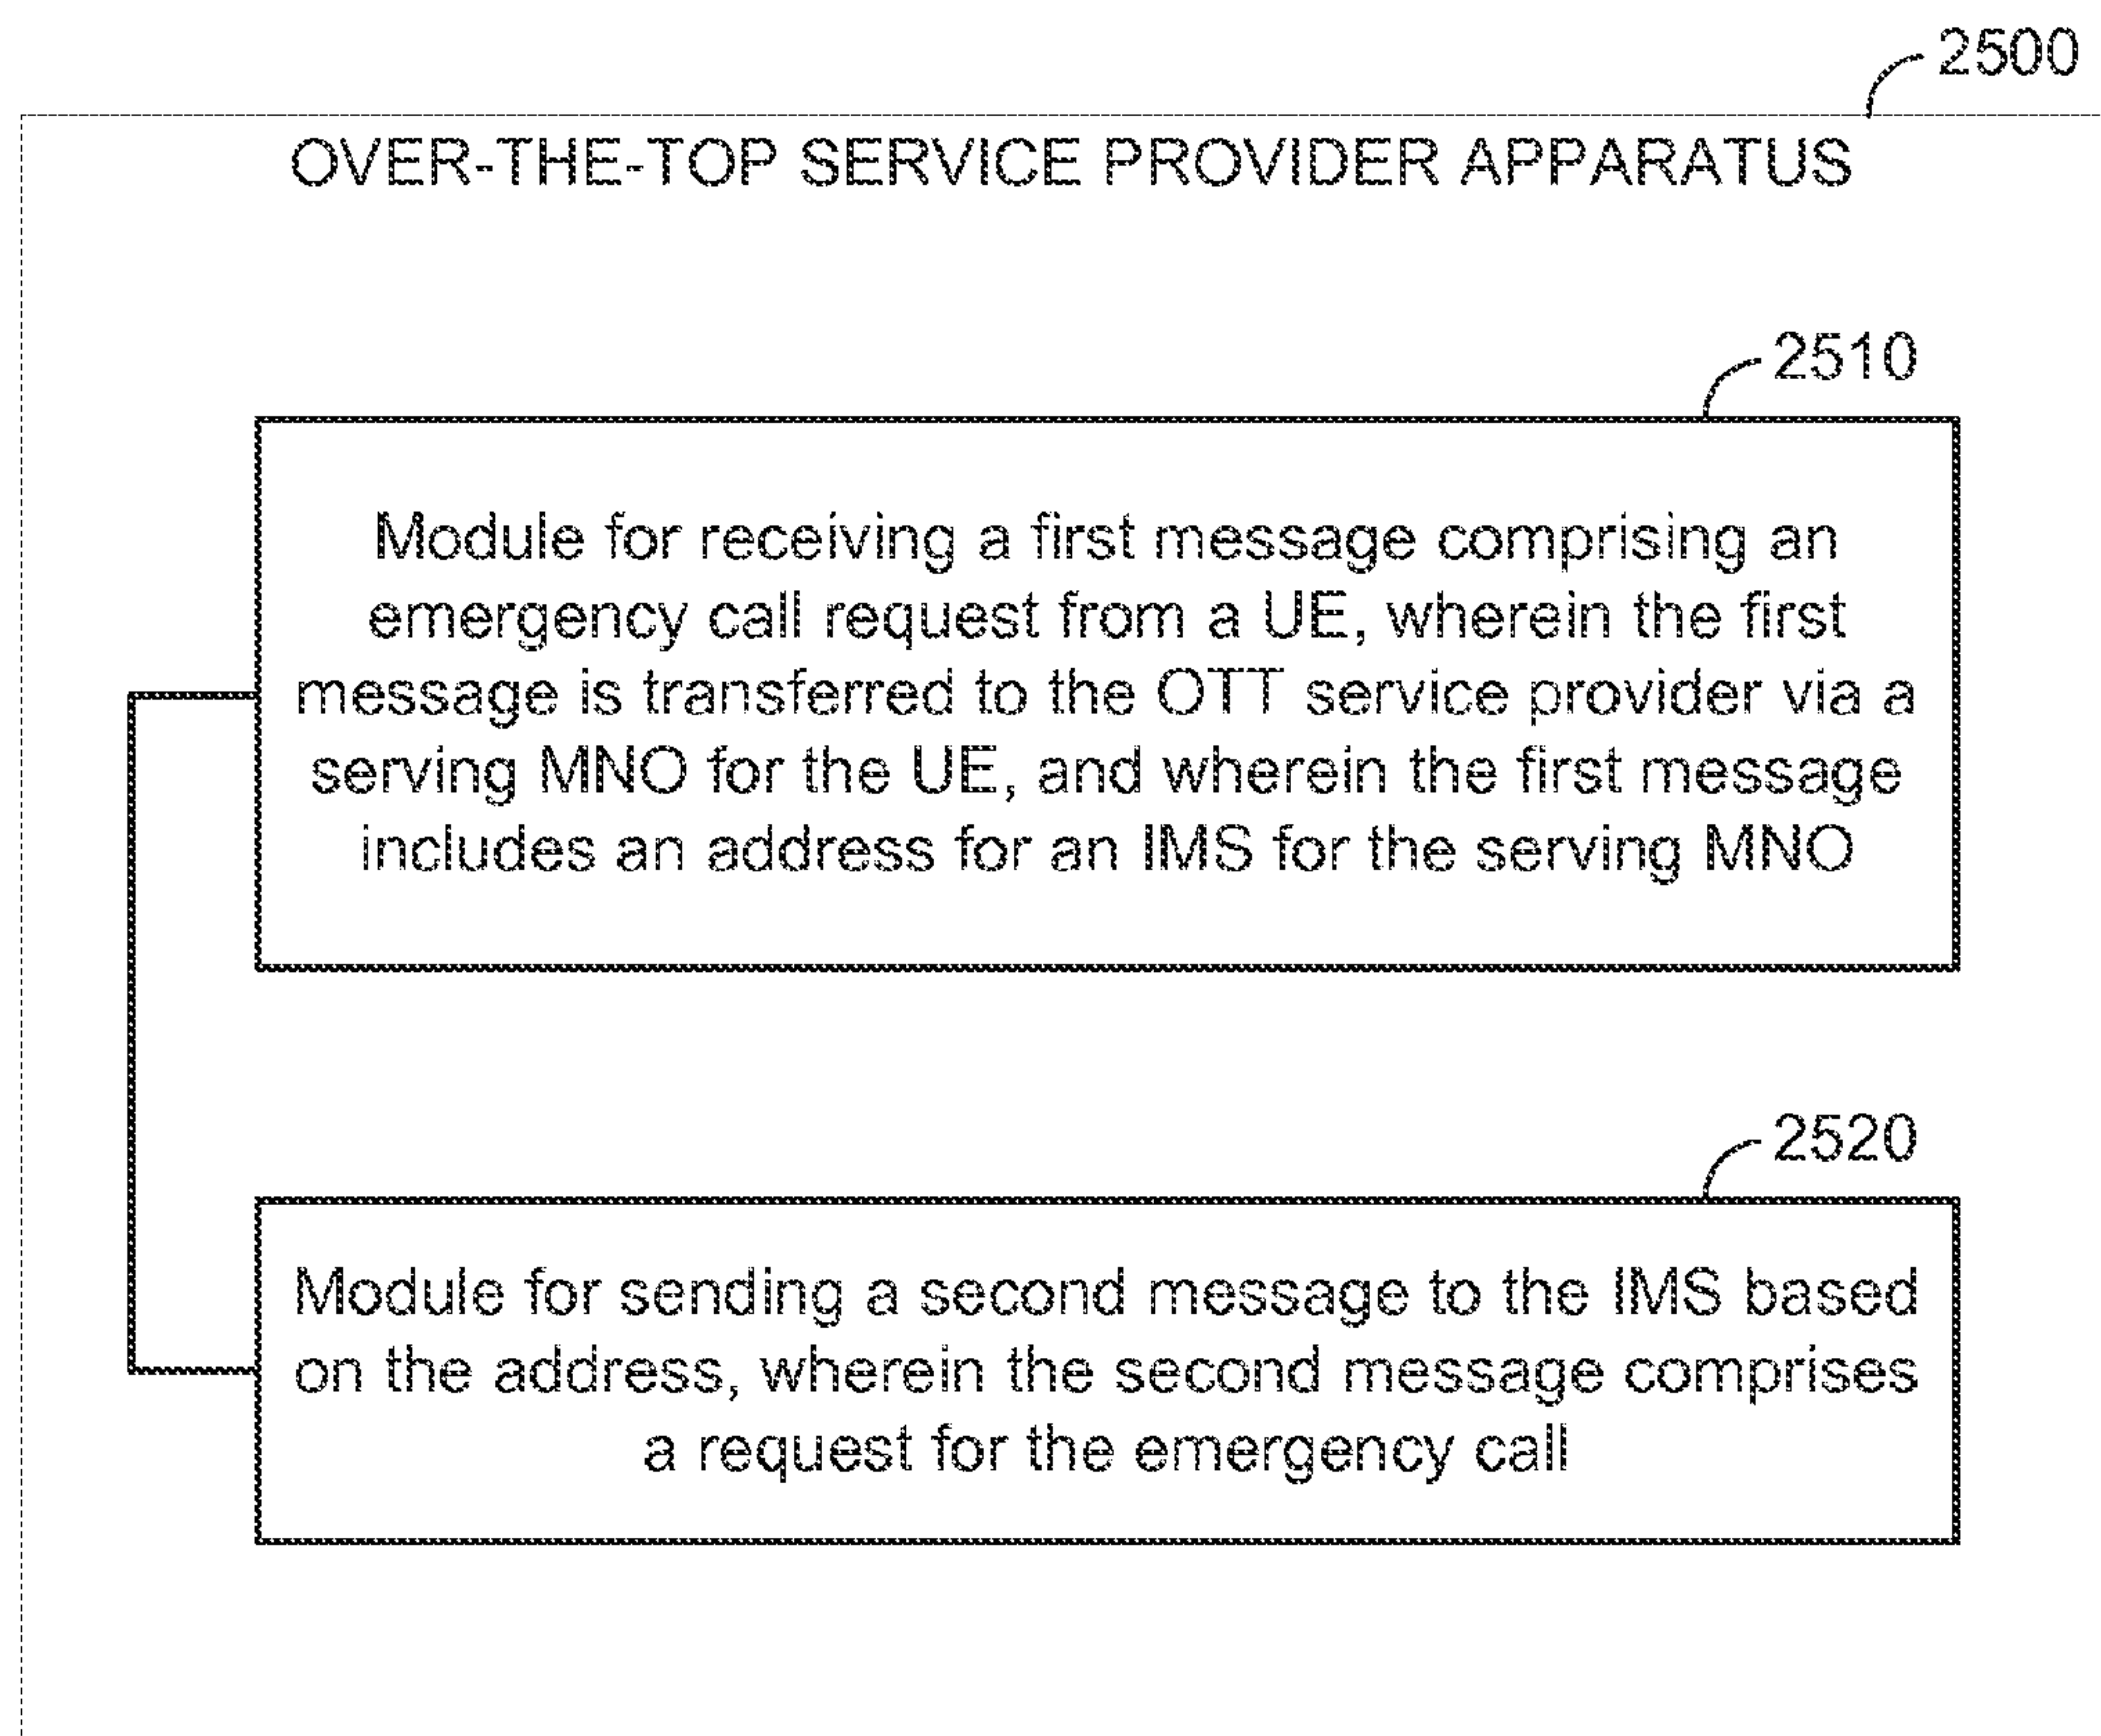 2500
OVER-THE-TOP SERVICE PROVIDER APPARATUS
2510
Module for receiving a first message comprising an
emergency call request from a UE, wherein the first
message is transferred to the OTT service provider via a
serving MNO for the UE, and wherein the first message
includes an address for an IMS for the serving MNO
2520
Module for sending a second message to the IMS based
on the address, wherein the second message comprises
a request for the emergency call